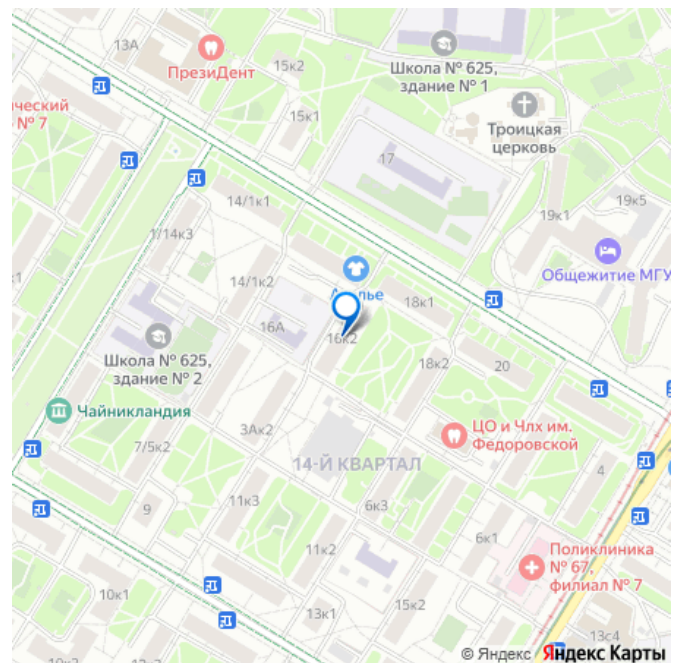 13А
ПрезиДент
15к2
Школа № 625,
здание № 1
ический
№ 7
15к1
Троицкая
церковь
17
14/1к1
19к5
19к1
1/14к3
Общежитие МГУ
14/1к2
18к1
16А
16к2
Школа № 625,
здание № 2
18к2
20
Чайникландия
3Ак2
ЦО и Члх им.
Федоровской
7/5к2
14-Й КВАРТАЛ
4
11к3
9
6к3
11к2
6к1
Поликлиника
№ 67,
филиал № 7
10к1
13к1
15к2
13с4
© Яндекс Яндекс Карты